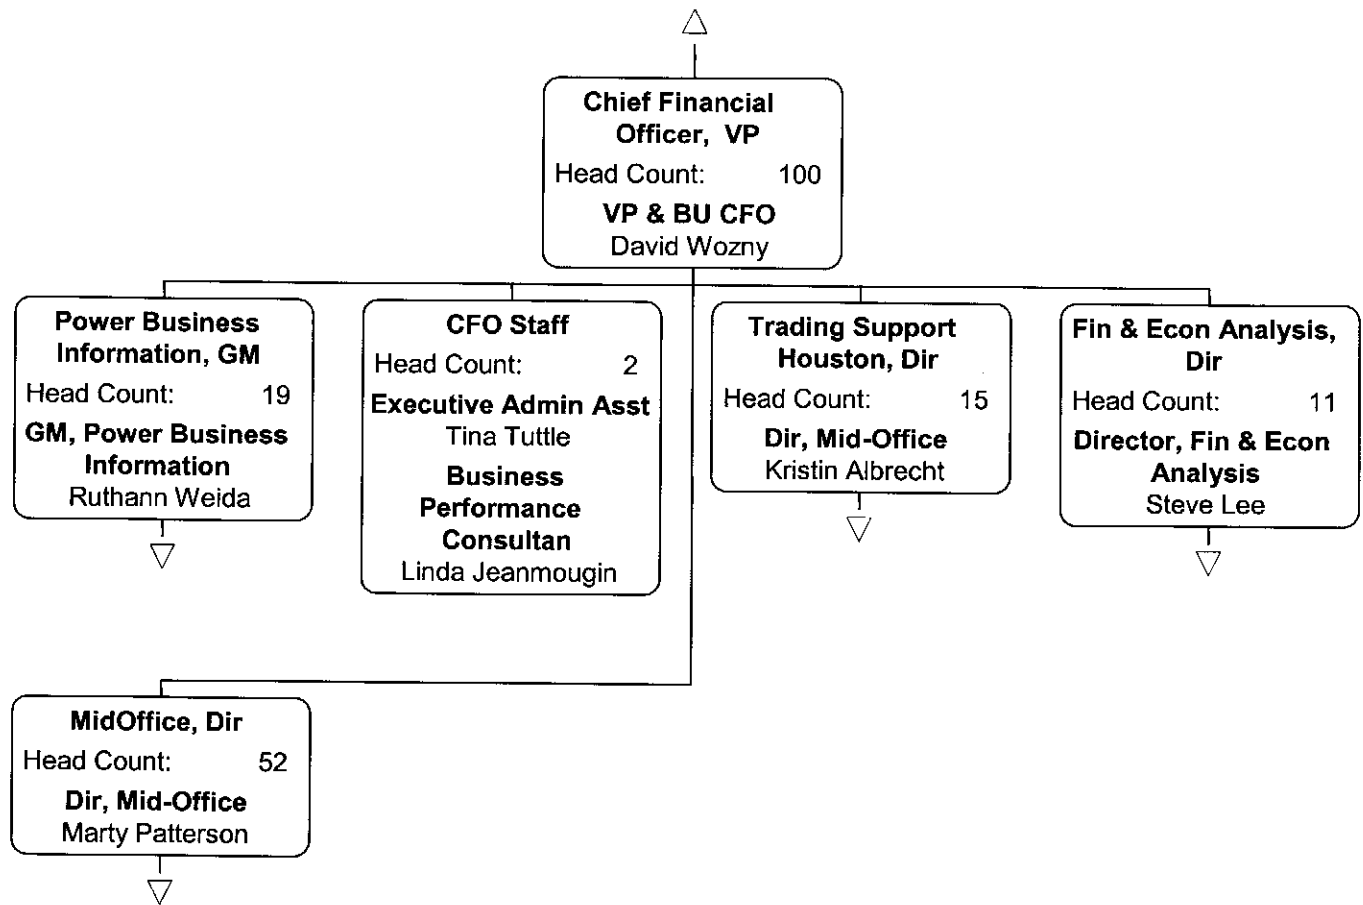 Chief Financial
Officer, VP
Head Count: 100
VP & BU CFO
David Wozny
Power Business
Information, GM
Head Count: 19
GM, Power Business
Information
Ruthann Weida
CFO Staff
Head Count: 2
Executive Admin Asst
Tina Tuttle
Business
Performance
Consultan
Linda Jeanmougin
Trading Support
Houston, Dir
Head Count: 15
Dir, Mid-Office
Kristin Albrecht
Fin & Econ Analysis,
Dir
Head Count: 11
Director, Fin & Econ
Analysis
Steve Lee
MidOffice, Dir
Head Count: 52
Dir, Mid-Office
Marty Patterson